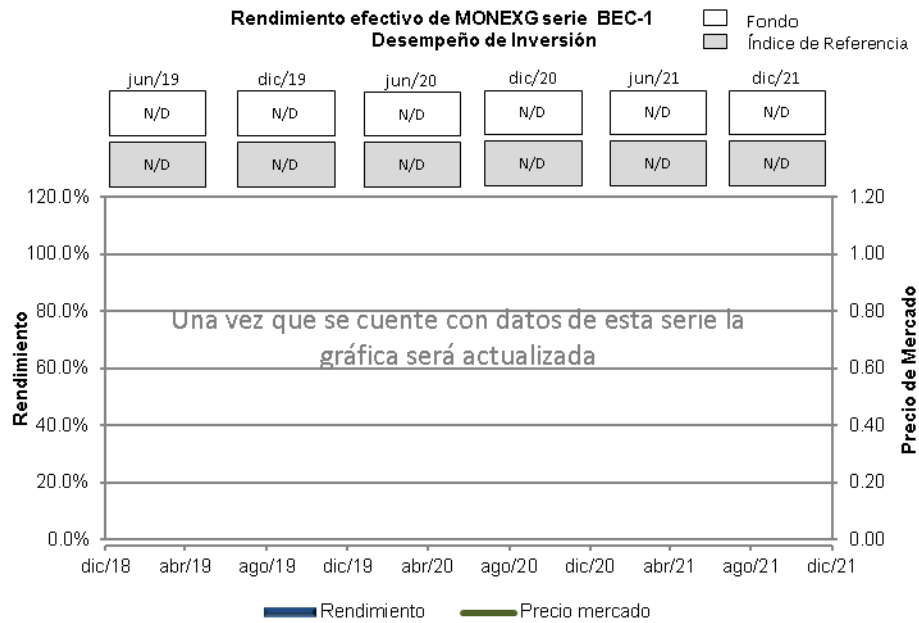 Rendimiento efectivo de MONEXG serie BEC-1
Desempeño de Inversión
Fondo
Índice de Referencia
jun/19 dic/19 jun/20 dic/20 jun/21 dic/21
N/D N/D N/D N/D N/D N/D
N/D N/D N/D N/D N/D N/D
120.0% 1.20
100.0% 1.00
80.0% 0.80
Una vez que se cuente con datos de esta serie la
gráfica será actualizada
60.0% 0.60
40.0% 0.40
20.0% 0.20
0.0% 0.00
Rendimiento
Precio de Mercado
dic/18 abr/19 ago/19 dic/19 abr/20 ago/20 dic/20 abr/21 ago/21 dic/21
Rendimiento Precio mercado